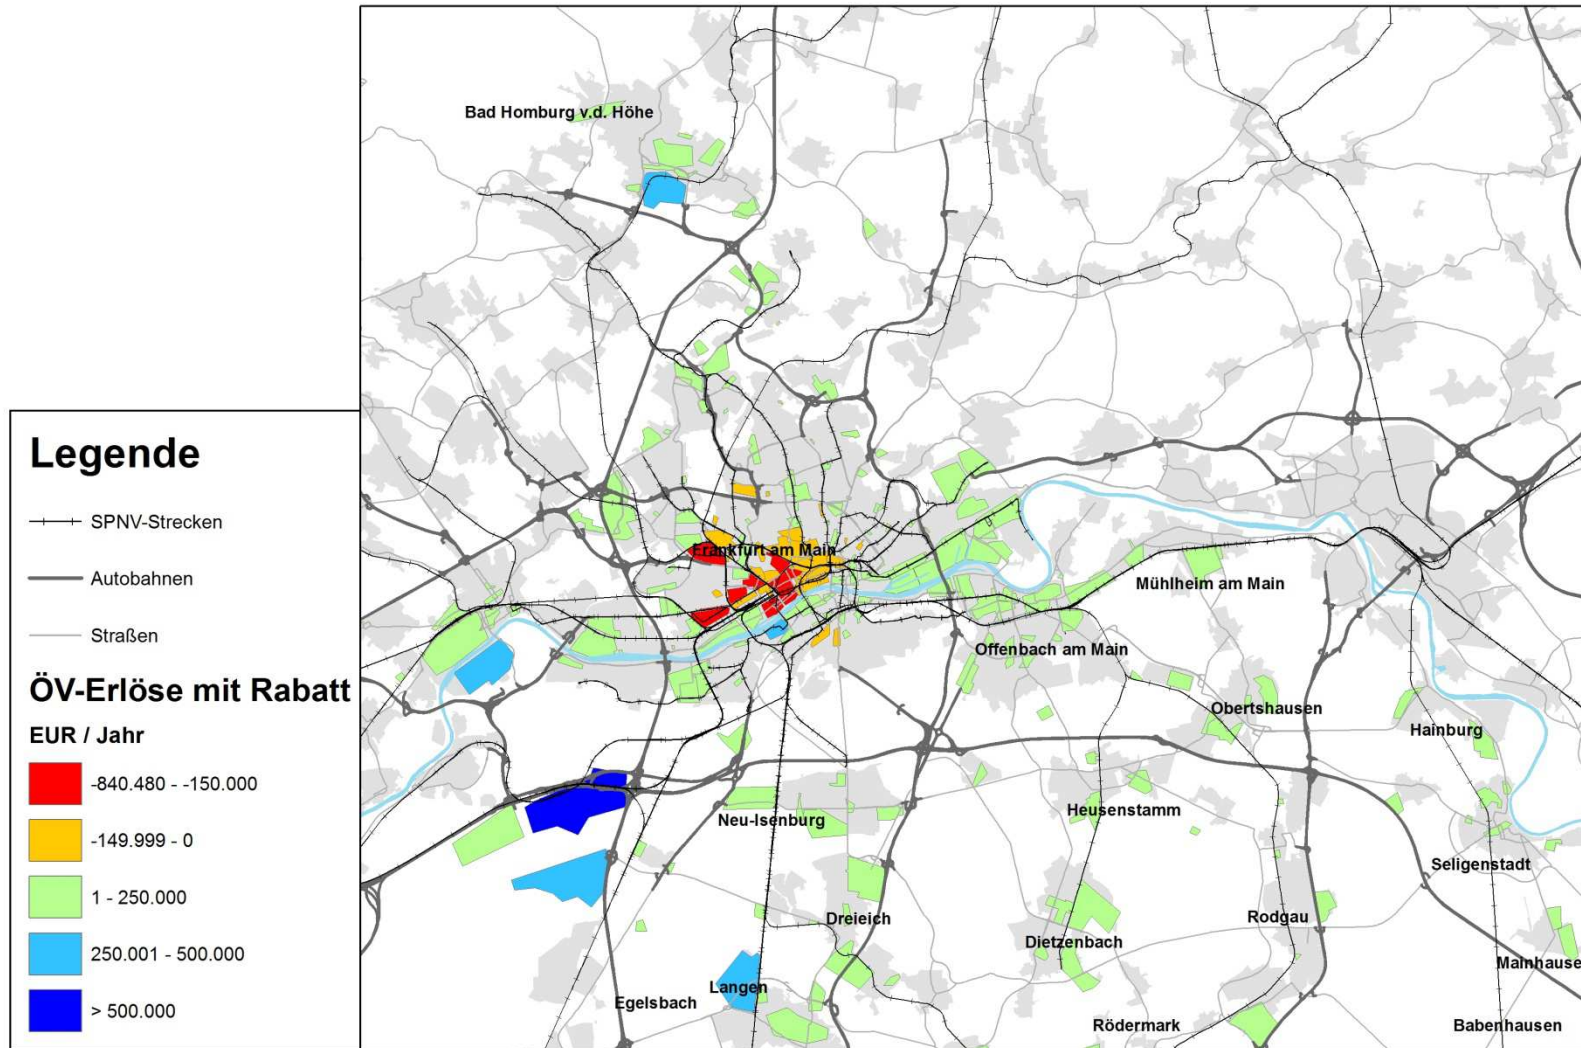 Legende
SPNV-Strecken
Autobahnen
Straßen
ÖV-Erlöse mit Rabatt
EUR / Jahr
-840.480 - -150.000
-149.999 - 0
1 - 250.000
250.001 - 500.000
> 500.000
Bad Homburg v.d. Höhe
Frankfurt am Main
Mühlheim am Main
Offenbach am Main
Obertshausen
Hainburg
Neu-Isenburg
Heusenstamm
Seligenstadt
Dreieich
Rodgau
Dietzenbach
Mainhause
Langen
Egelsbach
Rödermark
Babenhausen